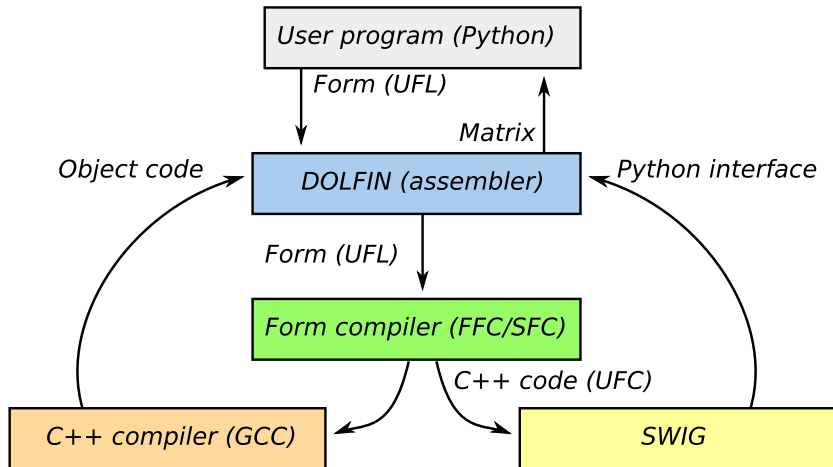 User program (Python)
Form (UFL)
Matrix
Object code
Python interface
DOLFIN (assembler)
Form (UFL)
Form compiler (FFC/SFC)
C++ code (UFC)
C++ compiler (GCC)
SWIG